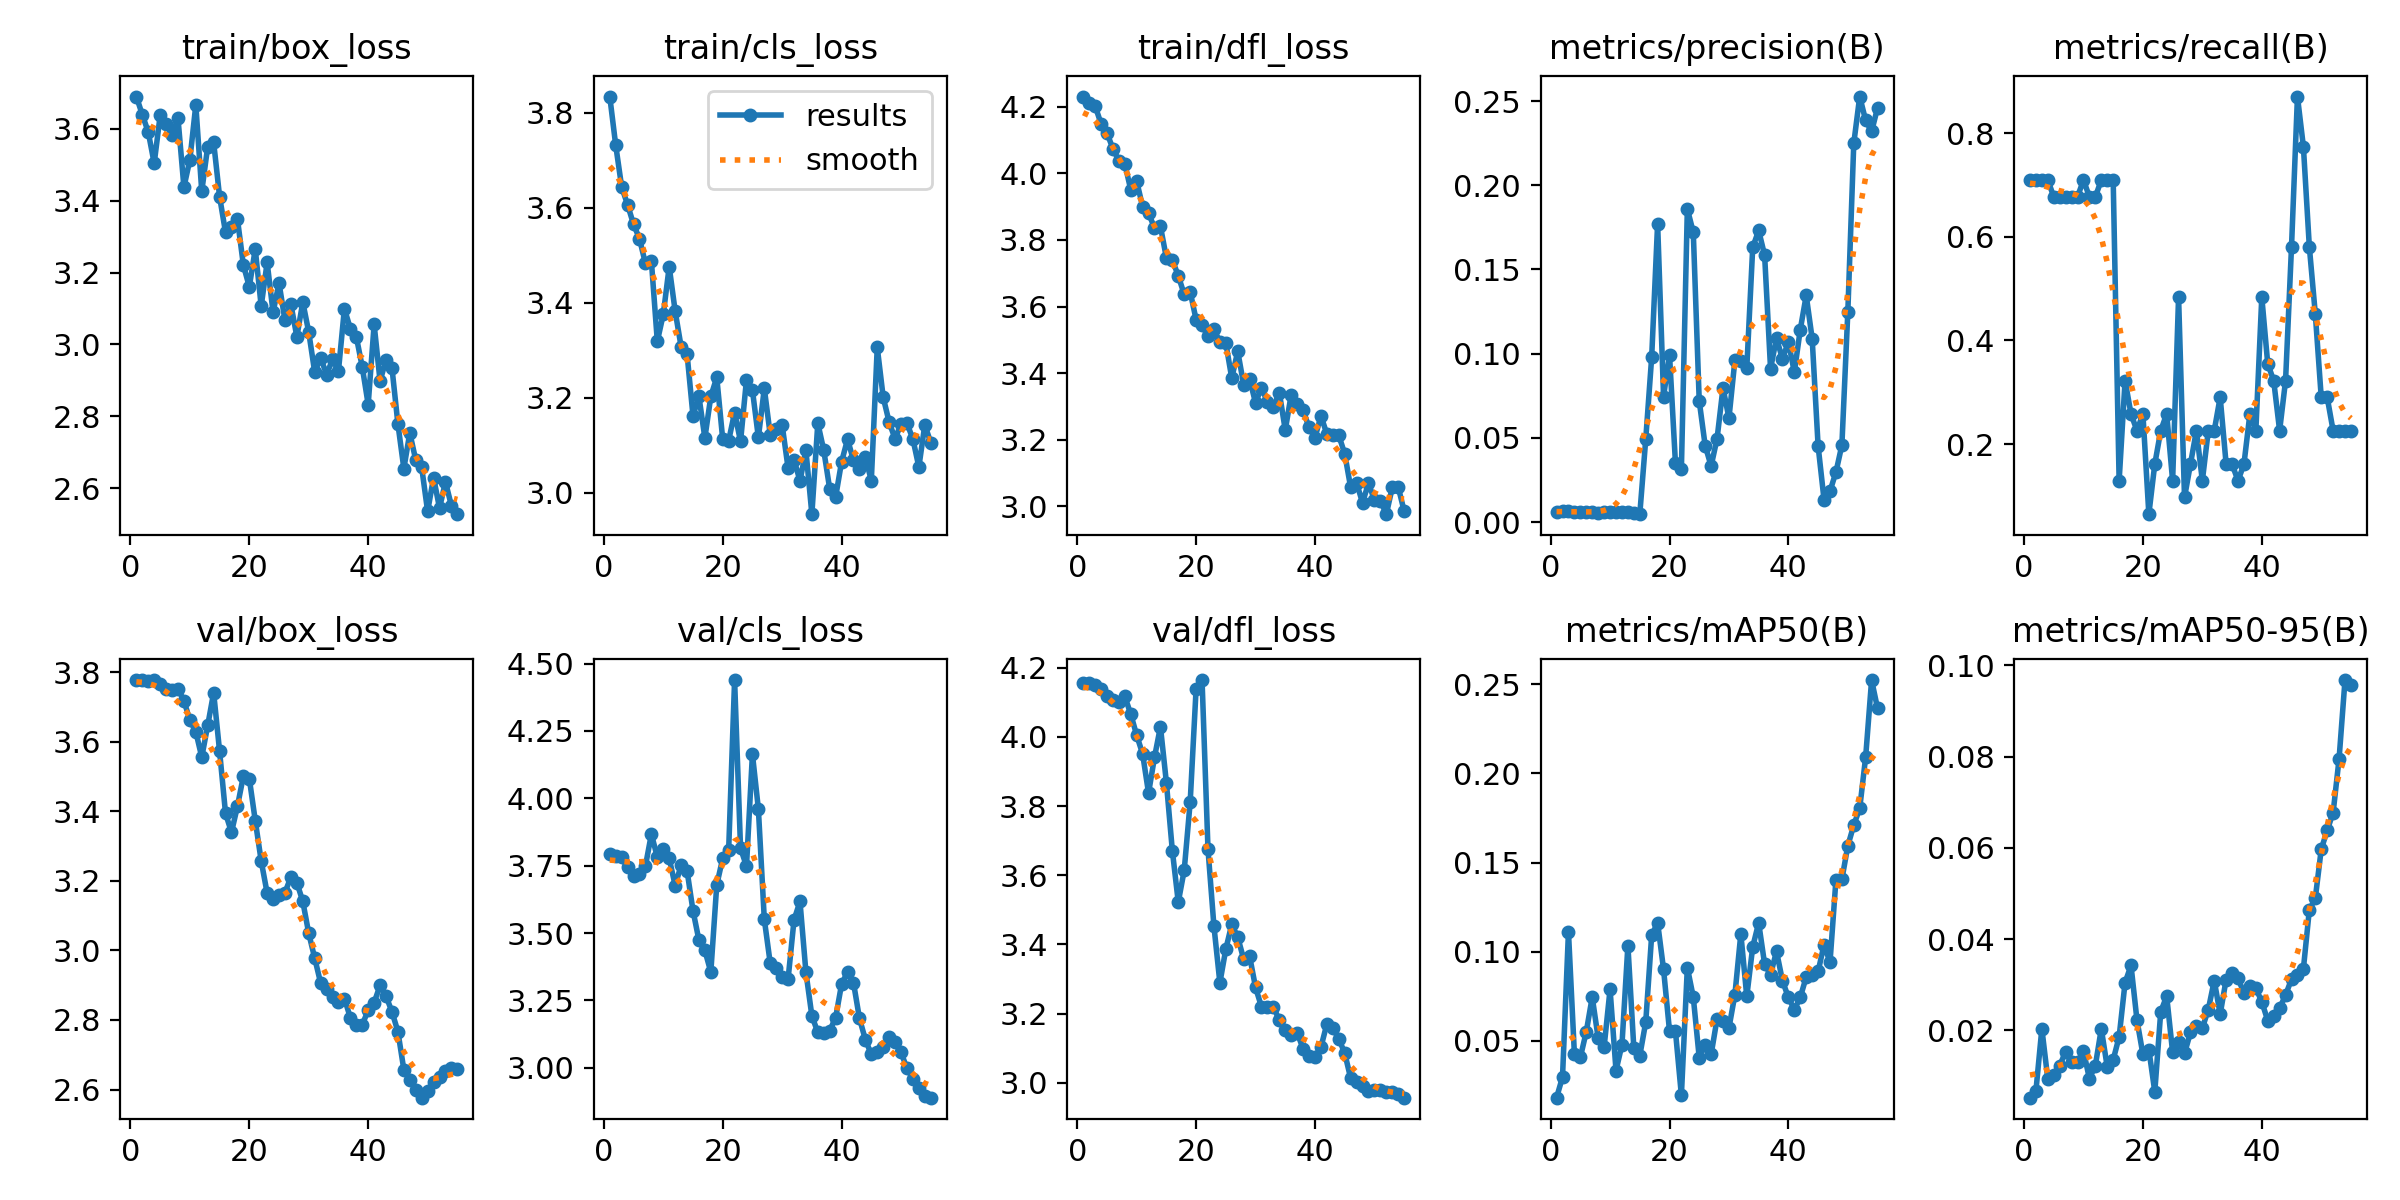 train/box_loss
3.6
3.4
3.2
3.0
2.8
2.6
0 20 40
train/cls_loss
results
smooth
3.8
3.6
3.4
3.2
3.0
0 20 40
train/dfl_loss
4.2
4.0
3.8
3.6
3.4
3.2
3.0
0 20 40
metrics/precision(B)
0.25
0.20
0.15
0.10
0.05
0.00
0 20 40
metrics/recall(B)
0.8
0.6
0.4
0.2
0 20 40
val/box_loss
3.8
3.6
3.4
3.2
3.0
2.8
2.6
0 20 40
val/cls_loss
4.50
4.25
4.00
3.75
3.50
3.25
3.00
0 20 40
val/dfl_loss
4.2
4.0
3.8
3.6
3.4
3.2
3.0
0 20 40
metrics/mAP50(B)
0.25
0.20
0.15
0.10
0.05
0 20 40
metrics/mAP50-95(B)
0.10
0.08
0.06
0.04
0.02
0 20 40